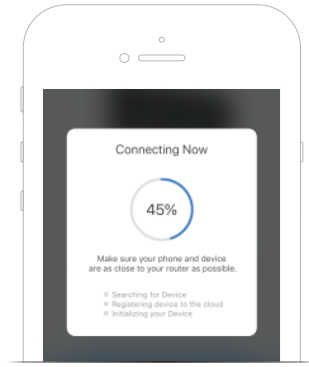 Connecting Now
45%
Make sure your phone and device
are as close to your router as possible.
Searching for Device
Registering device to the cloud
Initializing your Device